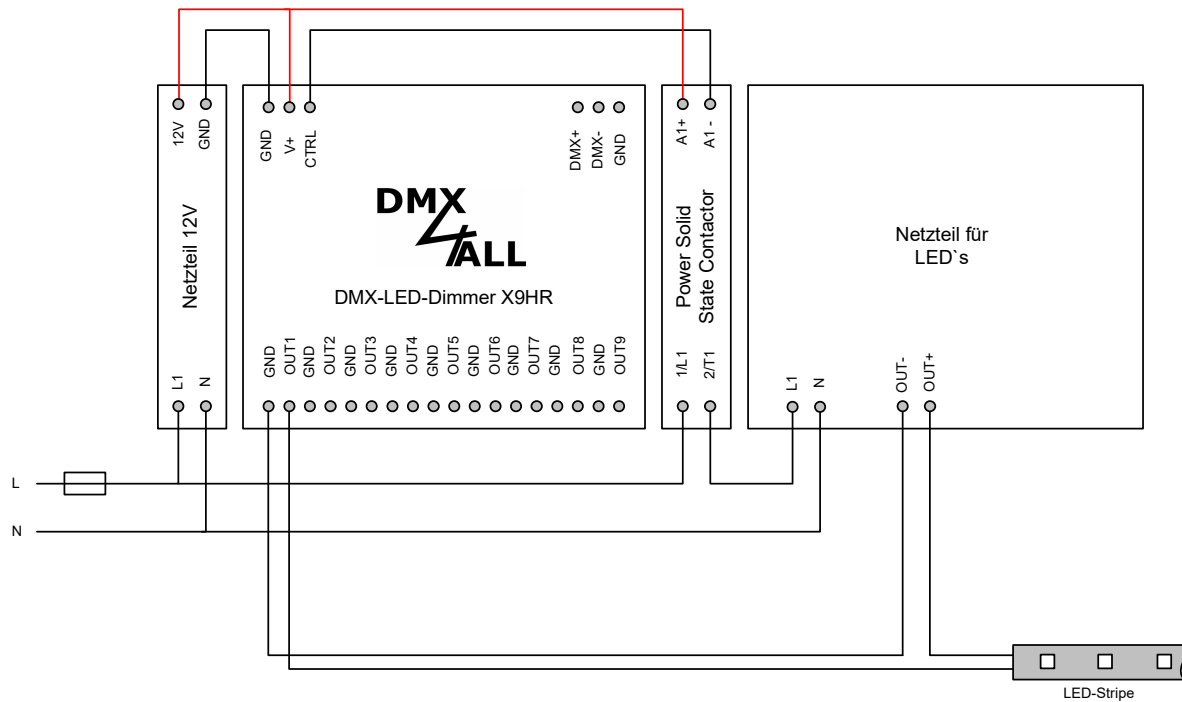 12V
GND
GND
V+
CTRL
DMX+
DMX-
GND
A1+
A1 -
DMX
4
ALL
Netzteil 12V
DMX-LED-Dimmer X9HR
Power Solid
State Contactor
Netzteil für
LED`s
L1
N
GND
OUT1
GND
OUT2
GND
OUT3
GND
OUT4
GND
OUT5
GND
OUT6
GND
OUT7
GND
OUT8
GND
OUT9
1/L1
2/T1
L1
N
OUT-
OUT+
L
N
LED-Stripe